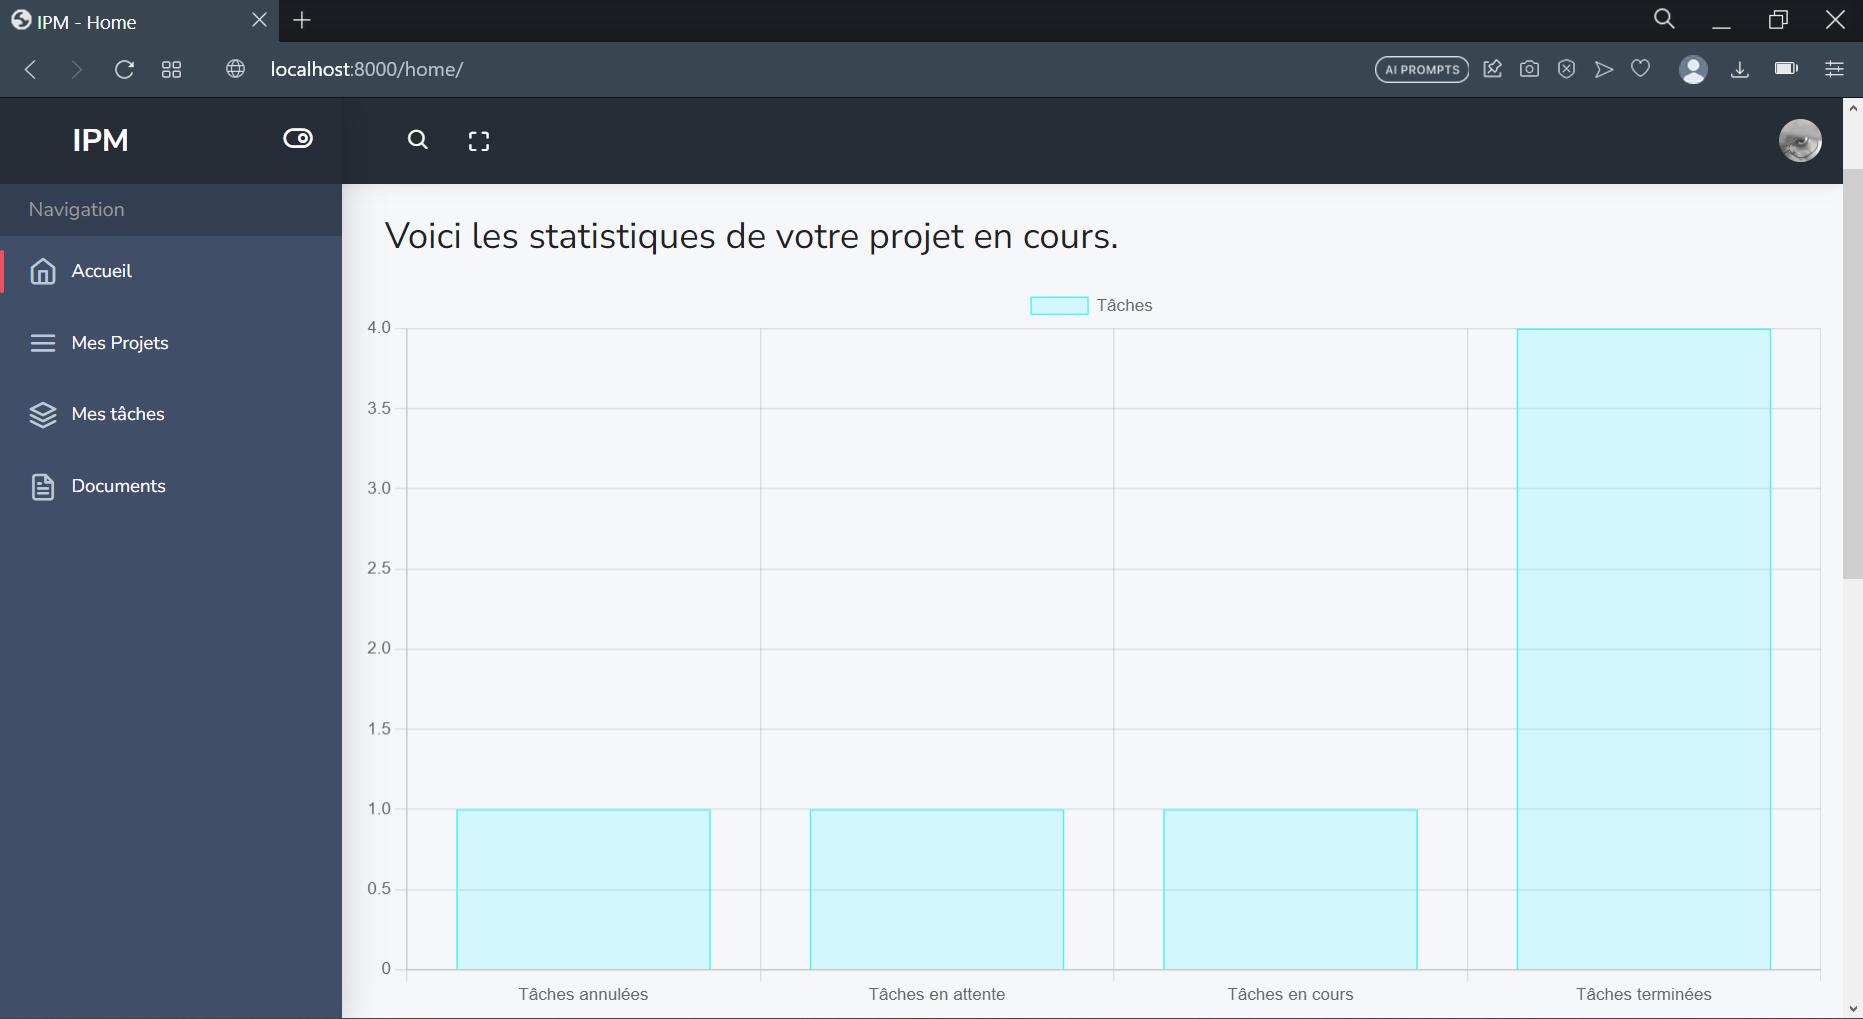 IPM - Home
localhost:8000/home/
AI PROMPTS
IPM
Navigation
Accueil
Mes Projets
Mes tâches
Documents
Voici les statistiques de votre projet en cours.
Tâches
4.0
3.5
3.0
2.5
2.0
1.5
1.0
0.5
0
Tâches annulées
Tâches en attente
Tâches en cours
Tâches terminées